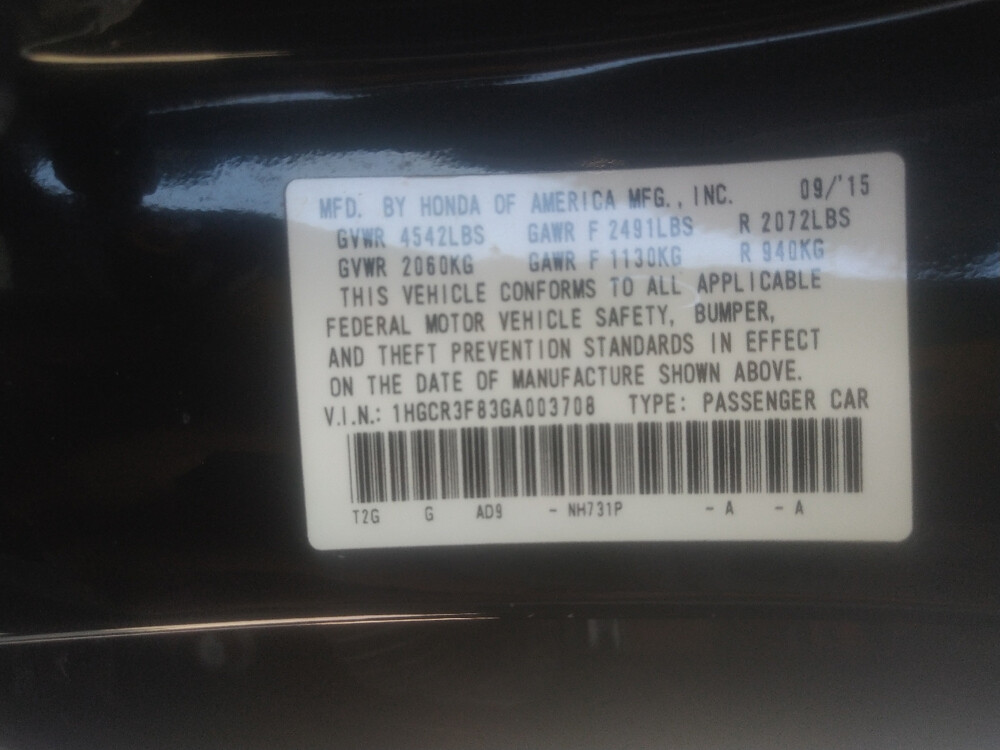 MFD. BY HONDA OF AMERICA MFG., INC. 09/'15
GVWR 4542LBS GAWR F 2491LBS R 2072LBS
GVWR 2060KG GAWR F 1130KG R 940KG
THIS VEHICLE CONFORMS TO ALL APPLICABLE
FEDERAL MOTOR VEHICLE SAFETY, BUMPER,
AND THEFT PREVENTION STANDARDS IN EFFECT
ON THE DATE OF MANUFACTURE SHOWN ABOVE.
V.I.N.: 1HGCR3F83GA003708 TYPE: PASSENGER CAR
T2G G AD9 - NH731P - A - A